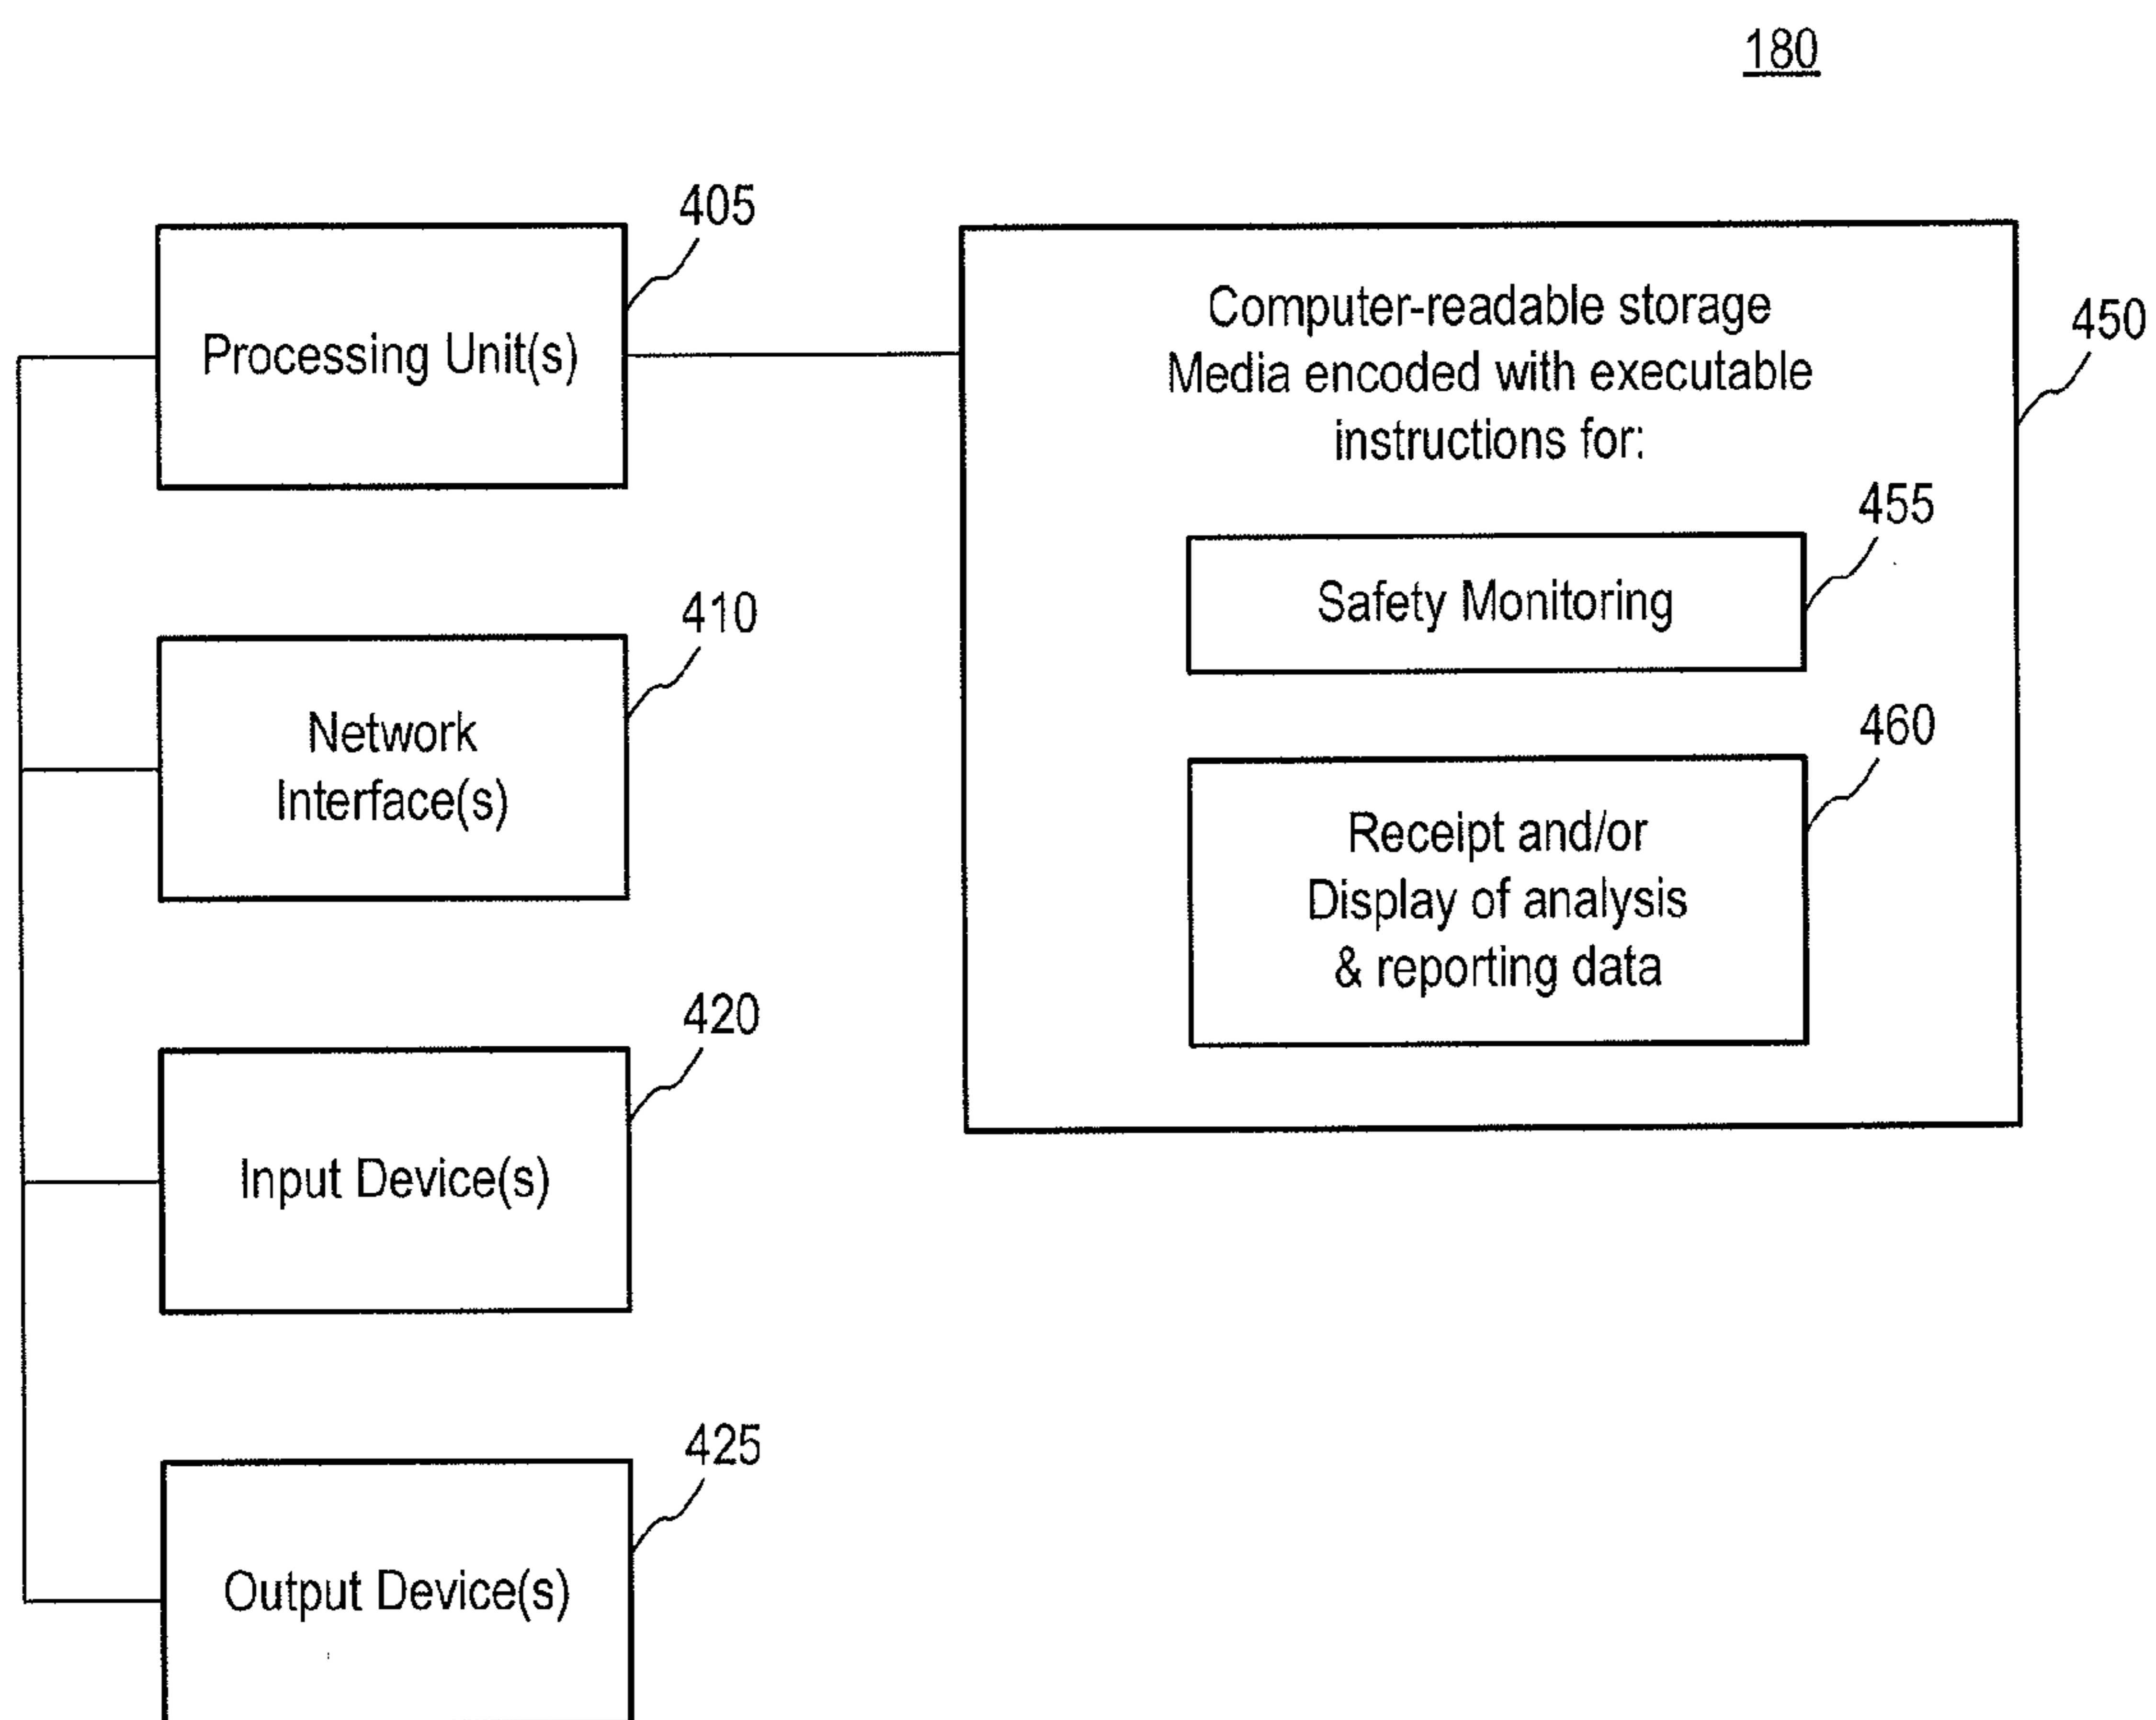 180
405
Processing Unit(s)
410
Network
Interface(s)
420
Input Device(s)
425
Output Device(s)
450
Computer-readable storage
Media encoded with executable
instructions for:
455
Safety Monitoring
460
Receipt and/or
Display of analysis
& reporting data